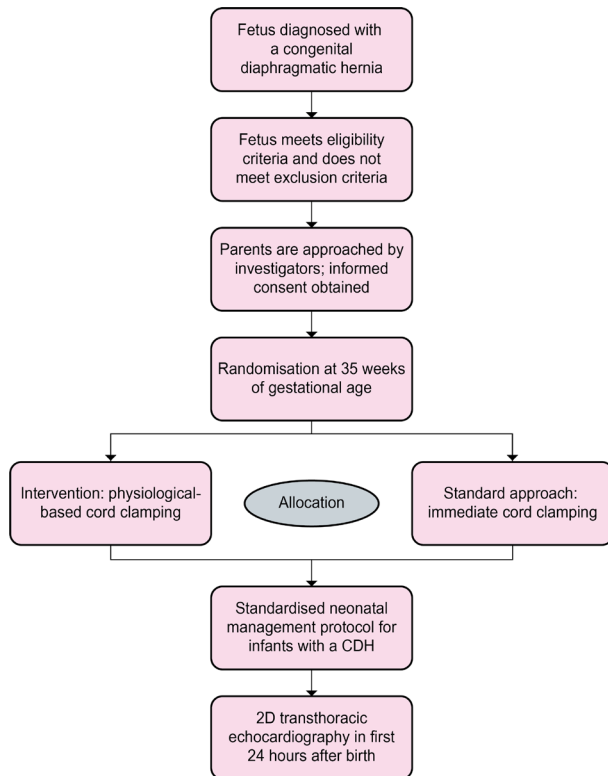 Fetus diagnosed with
a congenital
diaphragmatic hernia
Fetus meets eligibility
criteria and does not
meet exclusion criteria
Parents are approached by
investigators; informed
consent obtained
Randomisation at 35 weeks
of gestational age
Intervention: physiological-
based cord clamping
Allocation
Standard approach:
immediate cord clamping
Standardised neonatal
management protocol for
infants with a CDH
2D transthoracic
echocardiography in first
24 hours after birth